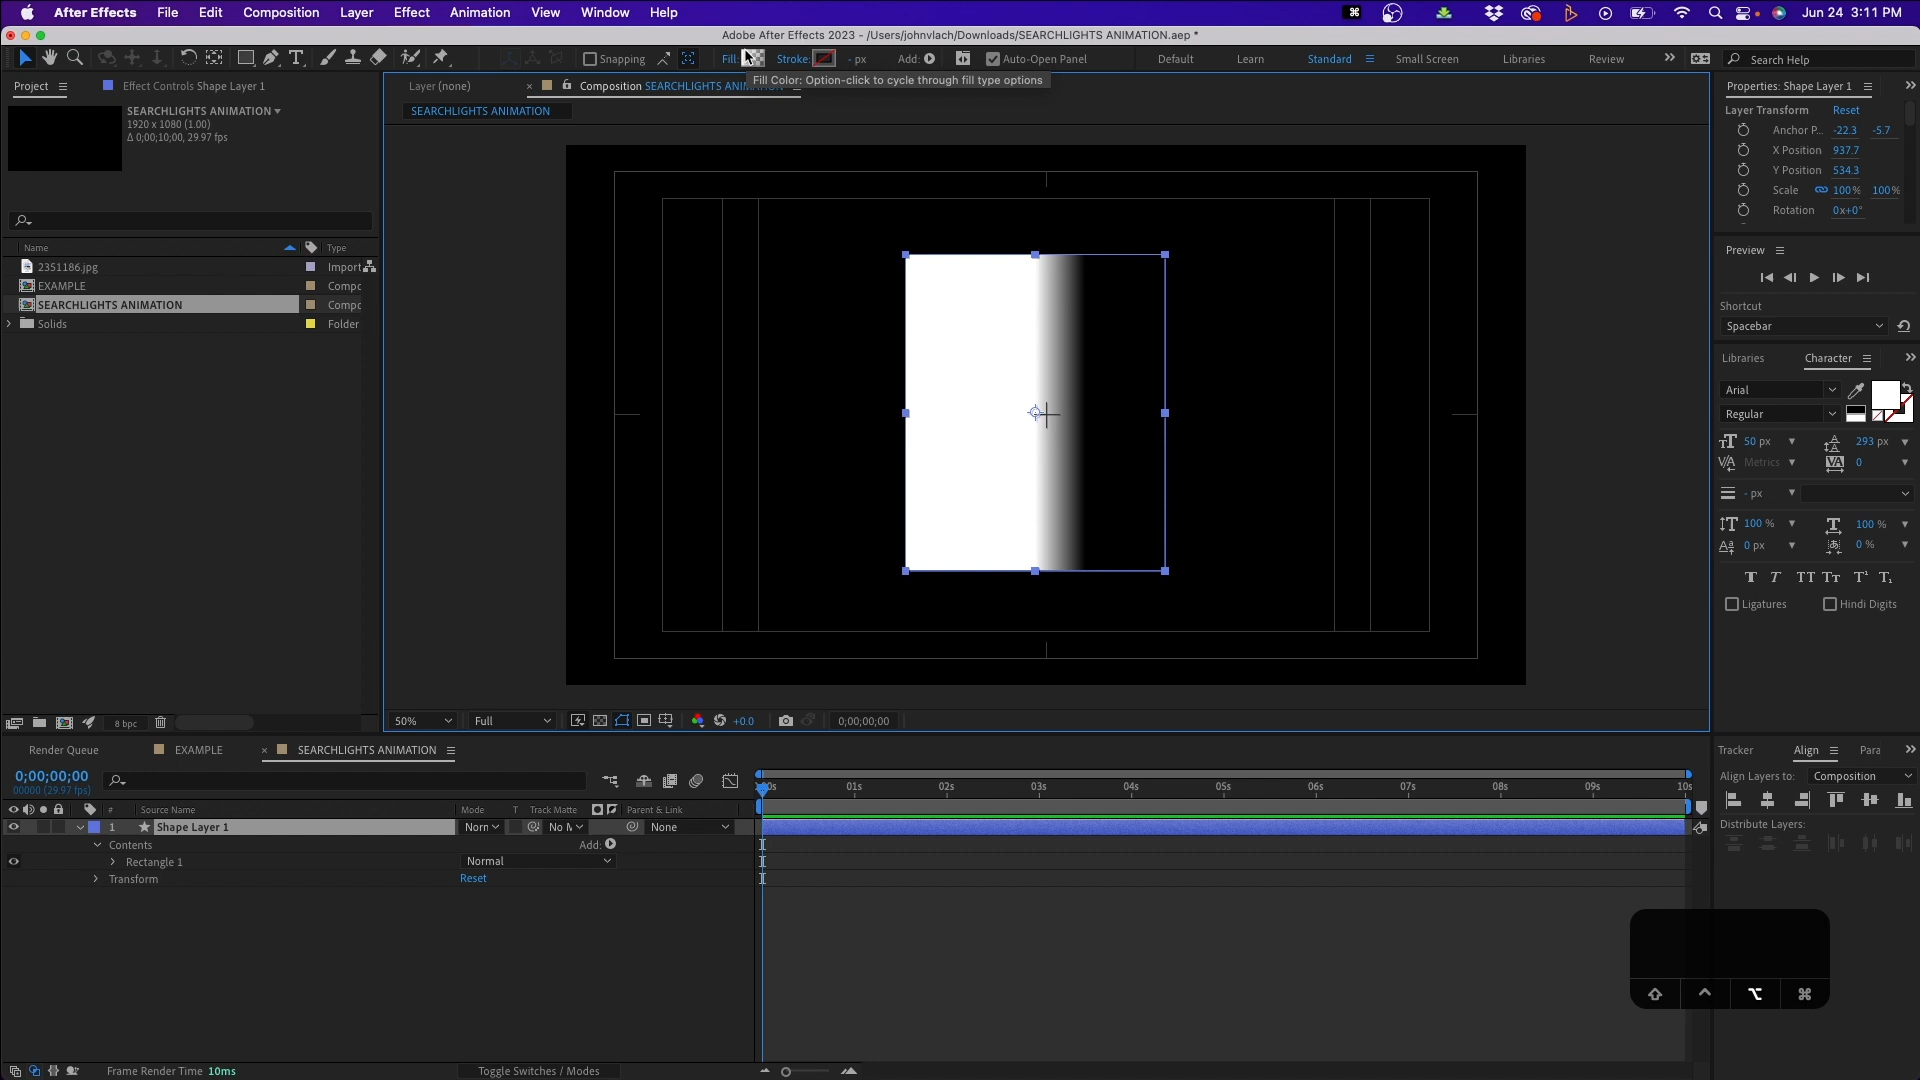 After Effects File Edit Composition Layer Effect Animation View Window Help Jun 24 3:11 PM
Adobe After Effects 2023 - /Users/johnvlach/Downloads/SEARCHLIGHTS ANIMATION.aep *
Snapping Fill: Stroke: - px Add: Auto-Open Panel Default Learn Standard Small Screen Libraries Review Search Help
Fill Color: Option-click to cycle through fill type options
Project Effect Controls Shape Layer 1 Layer (none) Composition SEARCHLIGHTS Properties: Shape Layer 1
SEARCHLIGHTS ANIMATION
1920 x 1080 (1.00)
Δ 0;00;10;00, 29.97 fps
SEARCHLIGHTS ANIMATION
Layer Transform Reset
Anchor P... -22.3 -5.7
X Position 937.7
Y Position 534.3
Scale 100% 100%
Rotation 0x+0°
Preview
Shortcut
Spacebar
Name Type
2351186.jpg Import
EXAMPLE Compo
SEARCHLIGHTS ANIMATION Compo
Solids Folder
Libraries Character
Arial
Regular
50 px 293 px
Metrics 0
- px
100 % 100 %
0 px 0 %
T T TT Tт T¹ T₁
Ligatures Hindi Digits
8 bpc
50% Full +0.0 0;00;00;00
Render Queue EXAMPLE SEARCHLIGHTS ANIMATION
0;00;00;00
00000 (29.97 fps)
01s 02s 03s 04s 05s 06s 07s 08s 09s 10s
# Source Name Mode T Track Matte Parent & Link
1 Shape Layer 1 Norn No M None
Contents Add:
Rectangle 1 Normal
Transform Reset
Tracker Align Para
Align Layers to: Composition
Distribute Layers:
Frame Render Time 10ms Toggle Switches / Modes